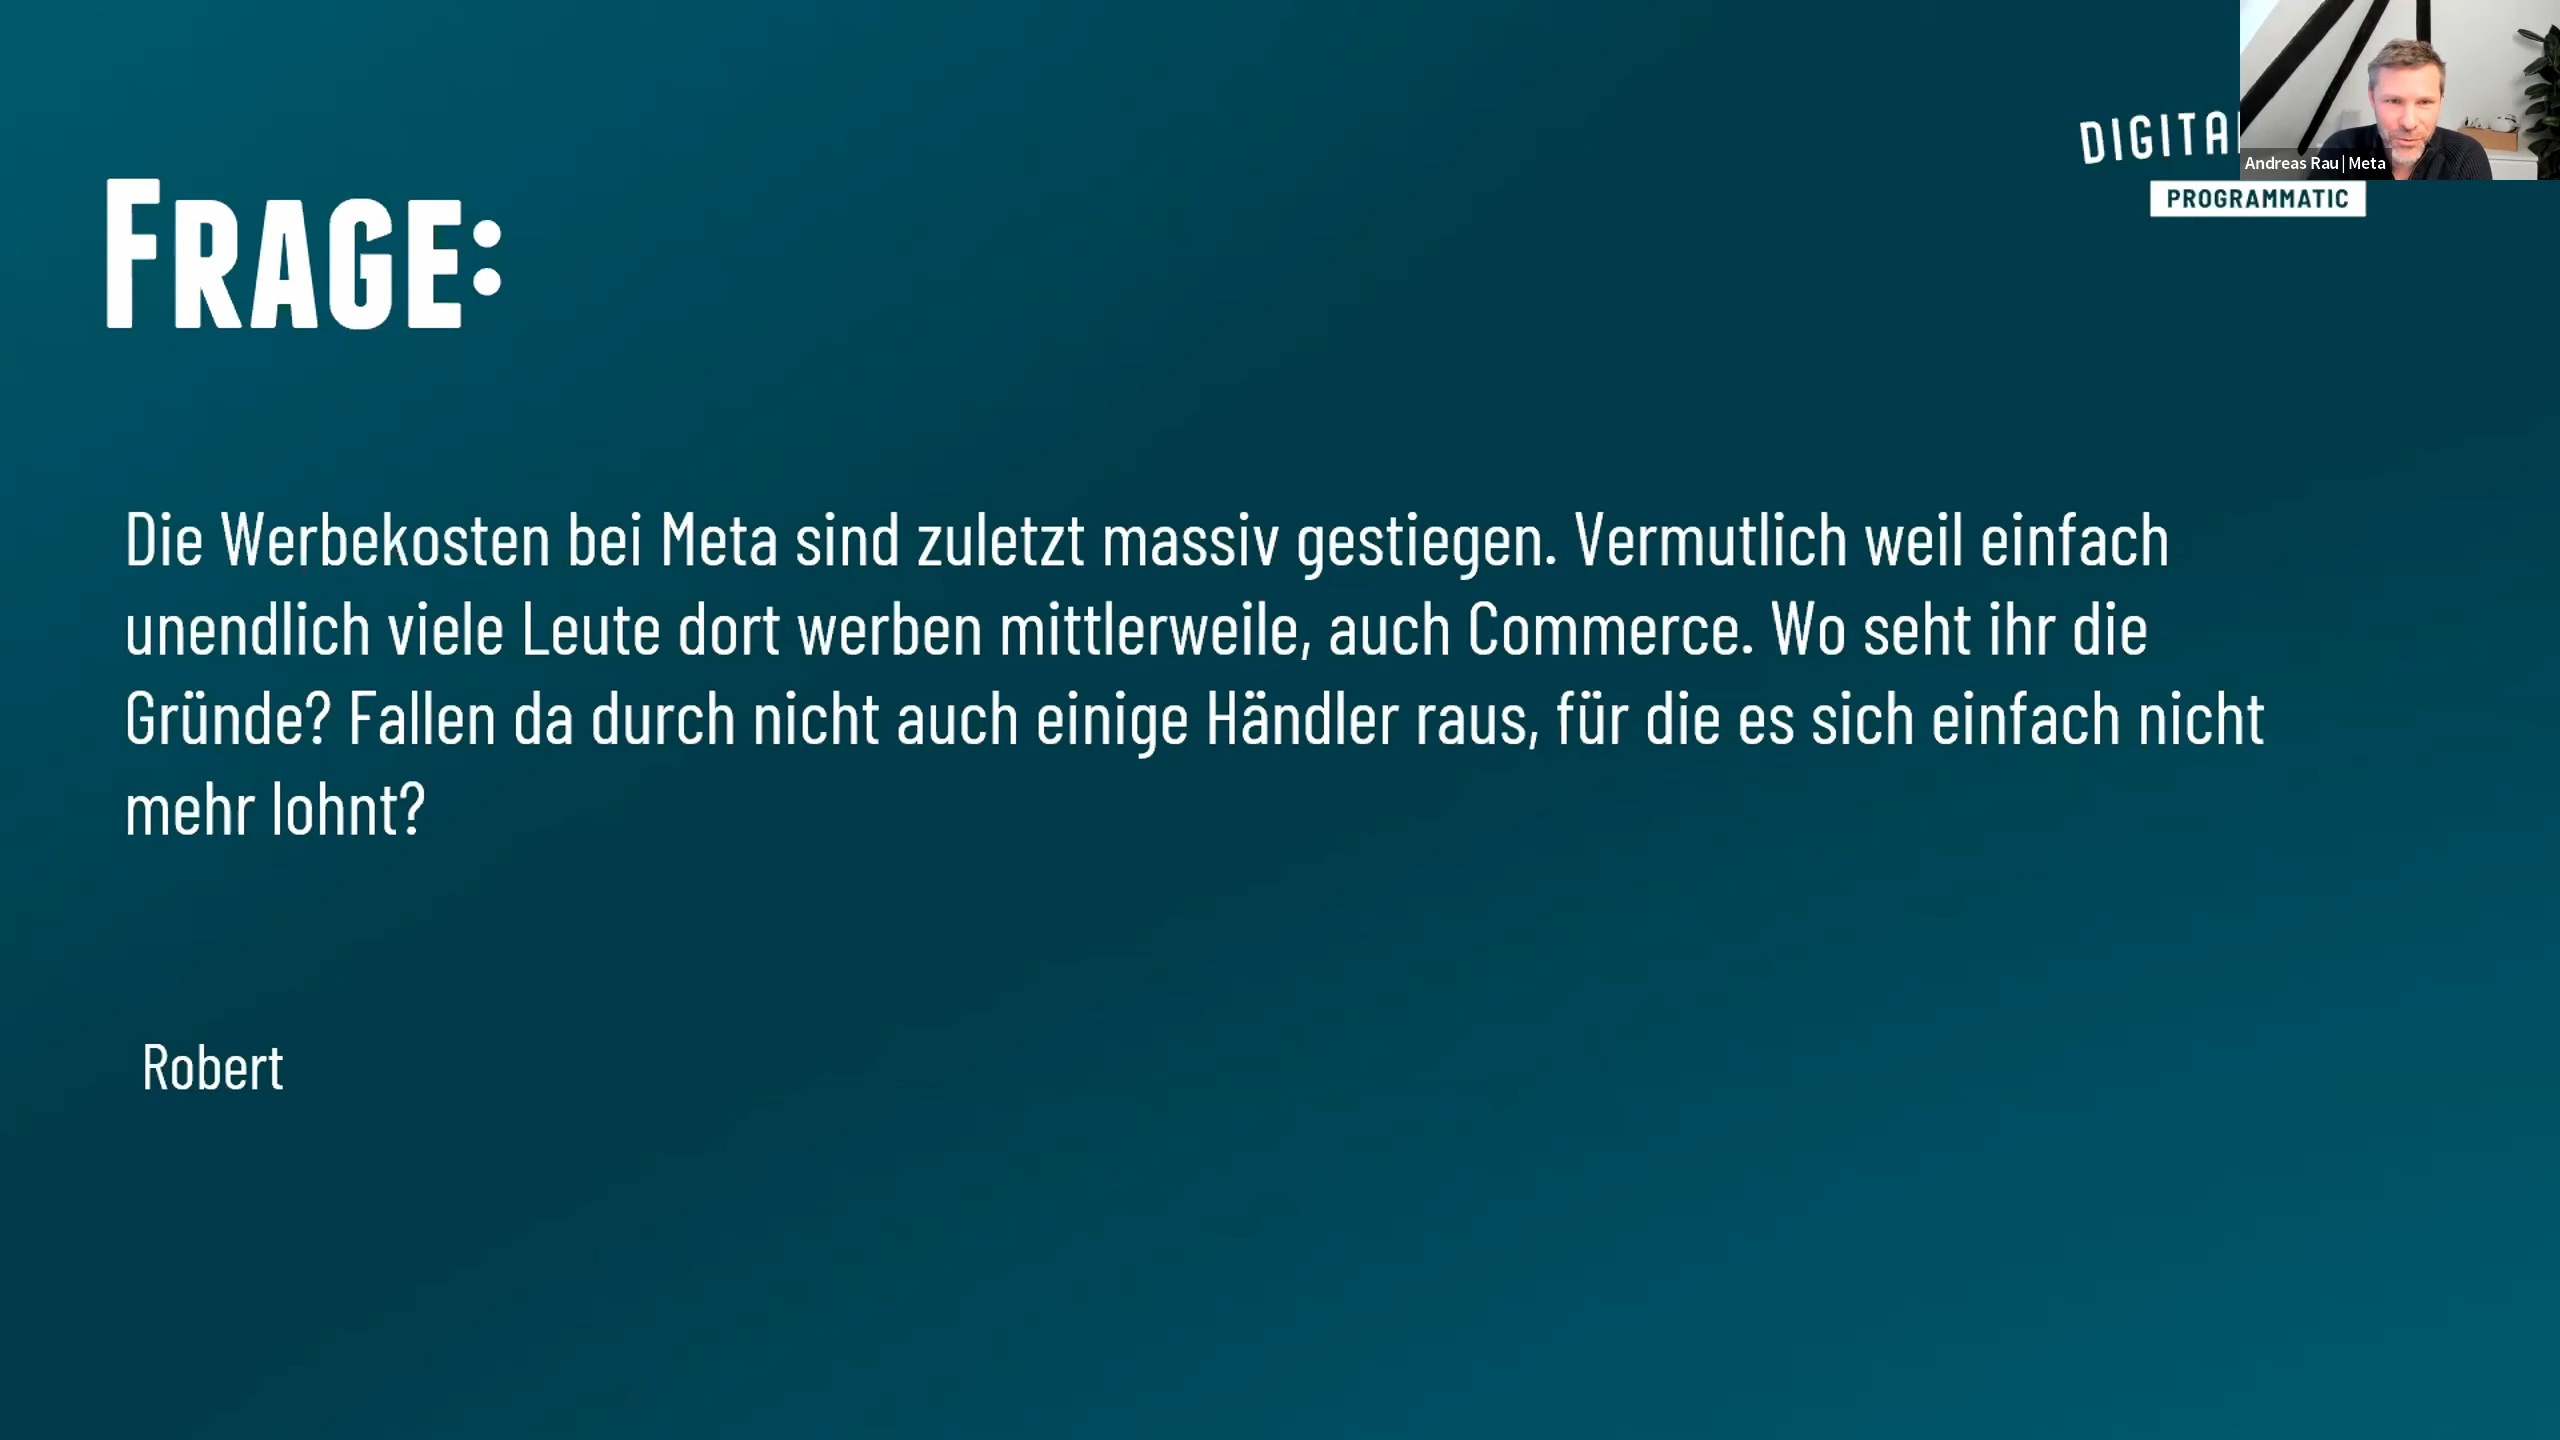 DIGITA
Andreas Rau | Meta
PROGRAMMATIC
FRAGE:
Die Werbekosten bei Meta sind zuletzt massiv gestiegen. Vermutlich weil einfach
unendlich viele Leute dort werben mittlerweile, auch Commerce. Wo seht ihr die
Gründe? Fallen da durch nicht auch einige Händler raus, für die es sich einfach nicht
mehr lohnt?
Robert